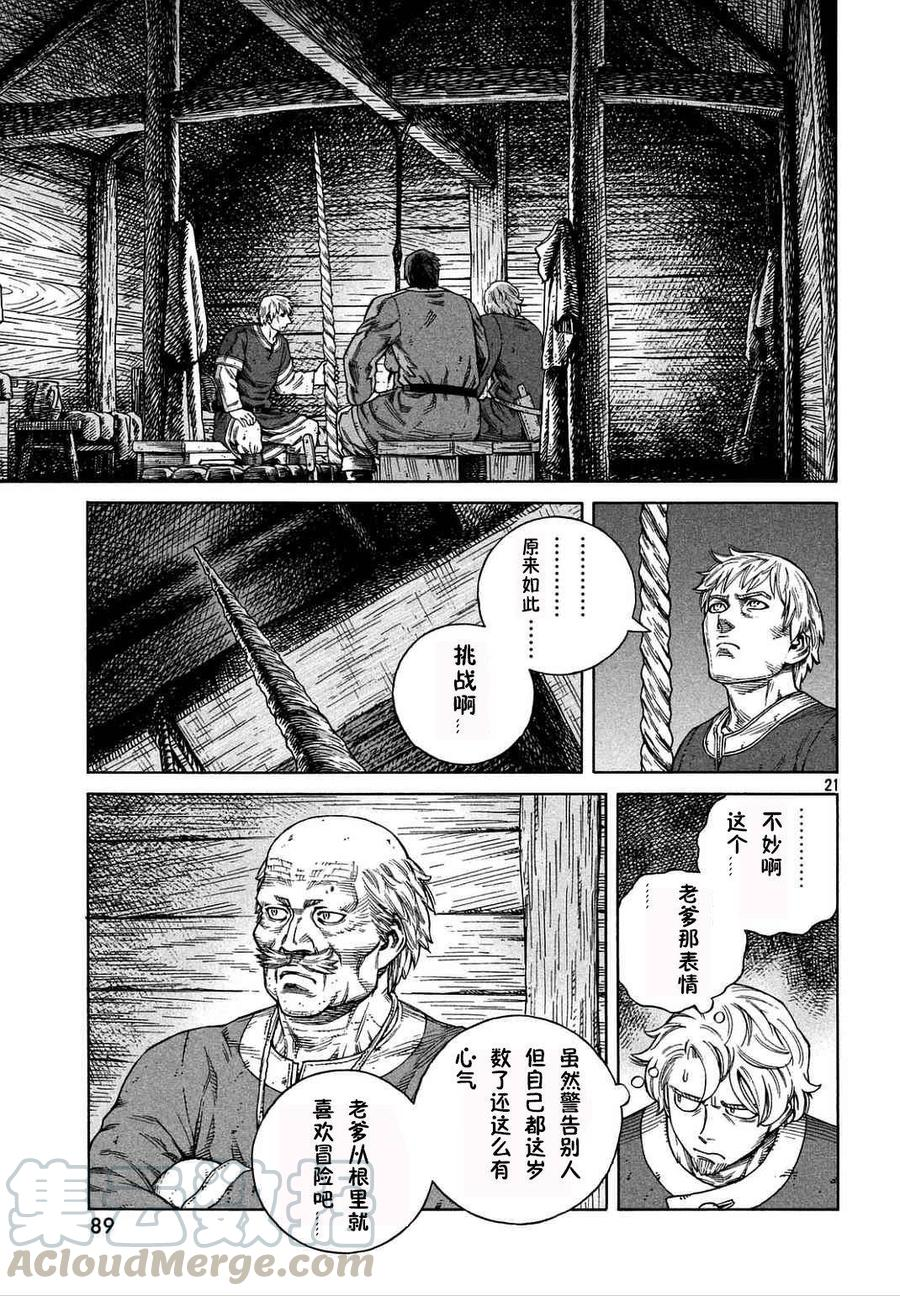 …………
原来如此……
挑战啊…
21
…………
不妙啊
这个
老爹那表情
……
虽然警告别人
但自己都这岁
数了还这么有
心气
老爹从根里就
喜欢冒险吧……
89
集云数据
ACloudMerge.com